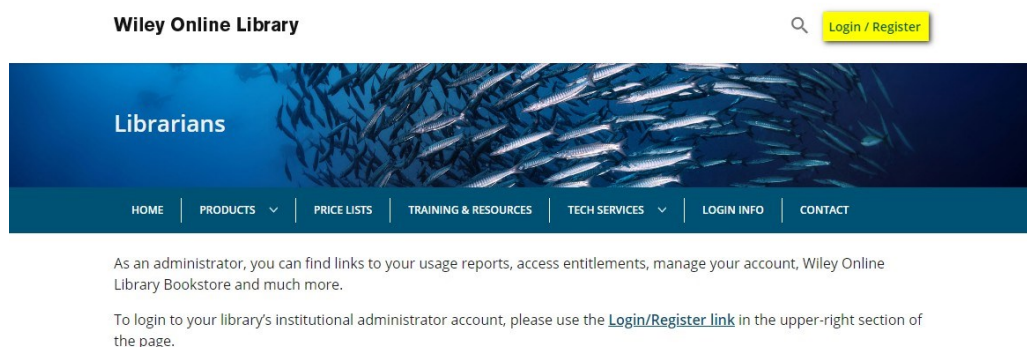 Wiley Online Library
Login / Register
Librarians
HOME PRODUCTS PRICE LISTS TRAINING & RESOURCES TECH SERVICES LOGIN INFO CONTACT
As an administrator, you can find links to your usage reports, access entitlements, manage your account, Wiley Online
Library Bookstore and much more.
To login to your library’s institutional administrator account, please use the Login/Register link in the upper-right section of
the page.